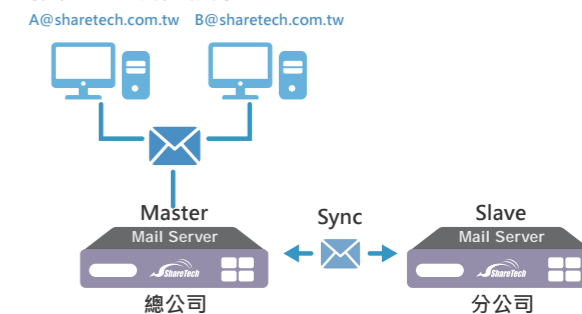 A@sharetech.com.tw B@sharetech.com.tw
Master
Sync
Slave
Mail Server
Mail Server
ShareTech
ShareTech
總公司
分公司